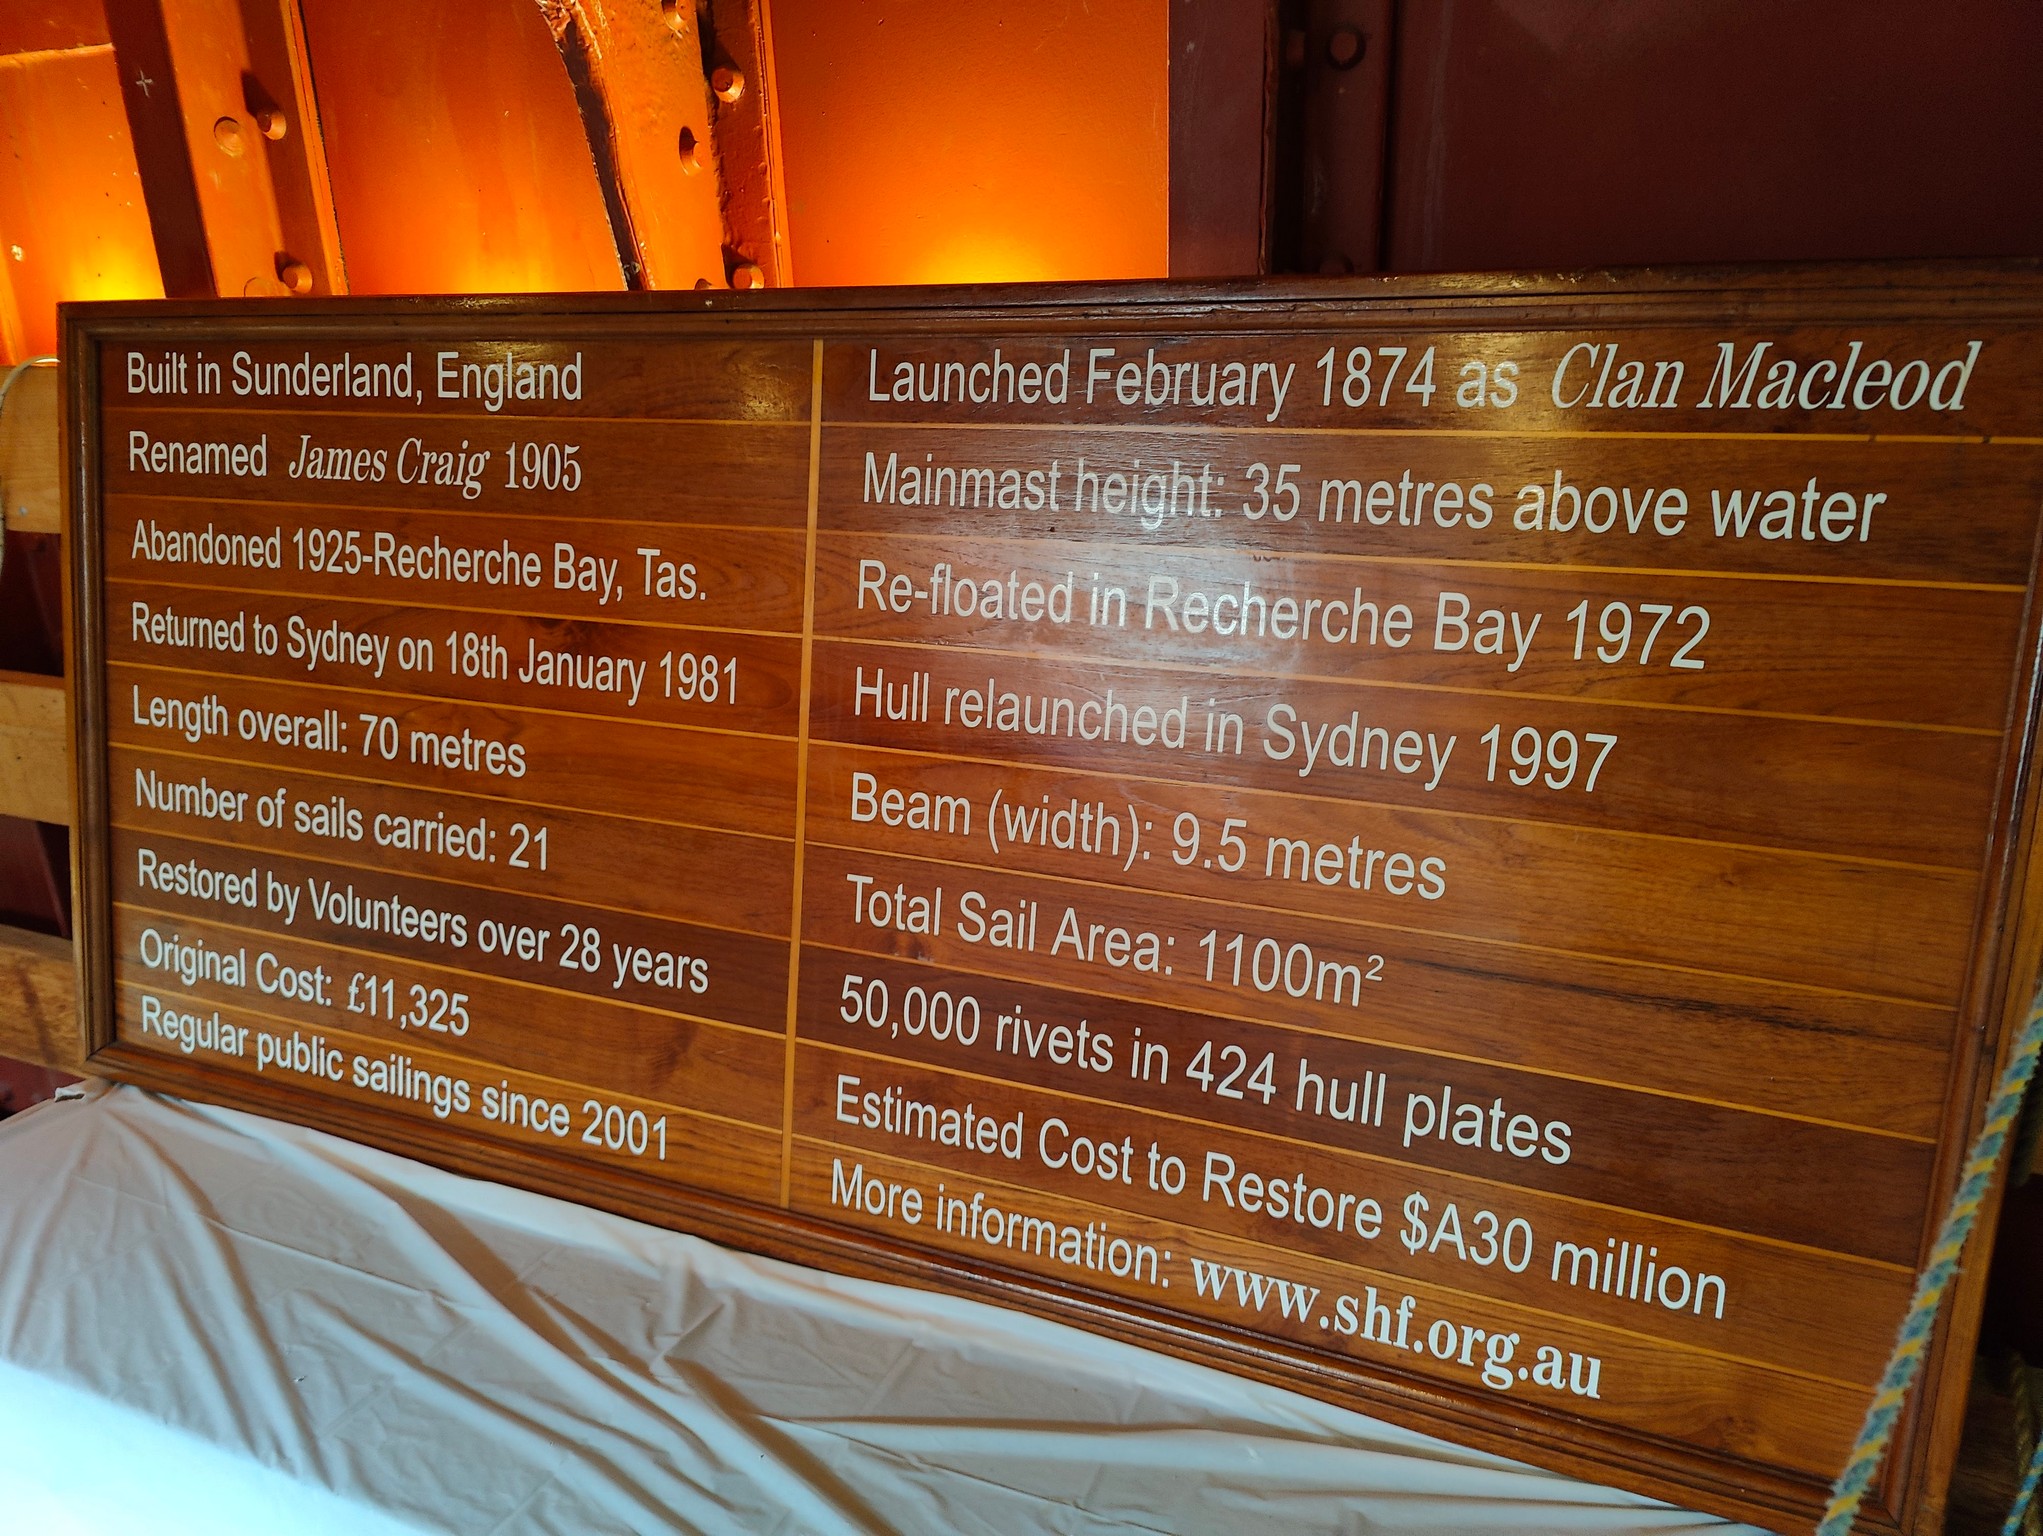 Built in Sunderland, England
Renamed James Craig 1905
Abandoned 1925-Recherche Bay, Tas.
Returned to Sydney on 18th January 1981
Length overall: 70 metres
Number of sails carried: 21
Restored by Volunteers over 28 years
Original Cost: £11,325
Regular public sailings since 2001
Launched February 1874 as Clan Macleod
Mainmast height: 35 metres above water
Re-floated in Recherche Bay 1972
Hull relaunched in Sydney 1997
Beam (width): 9.5 metres
Total Sail Area: 1100m²
50,000 rivets in 424 hull plates
Estimated Cost to Restore $A30 million
More information: www.shf.org.au